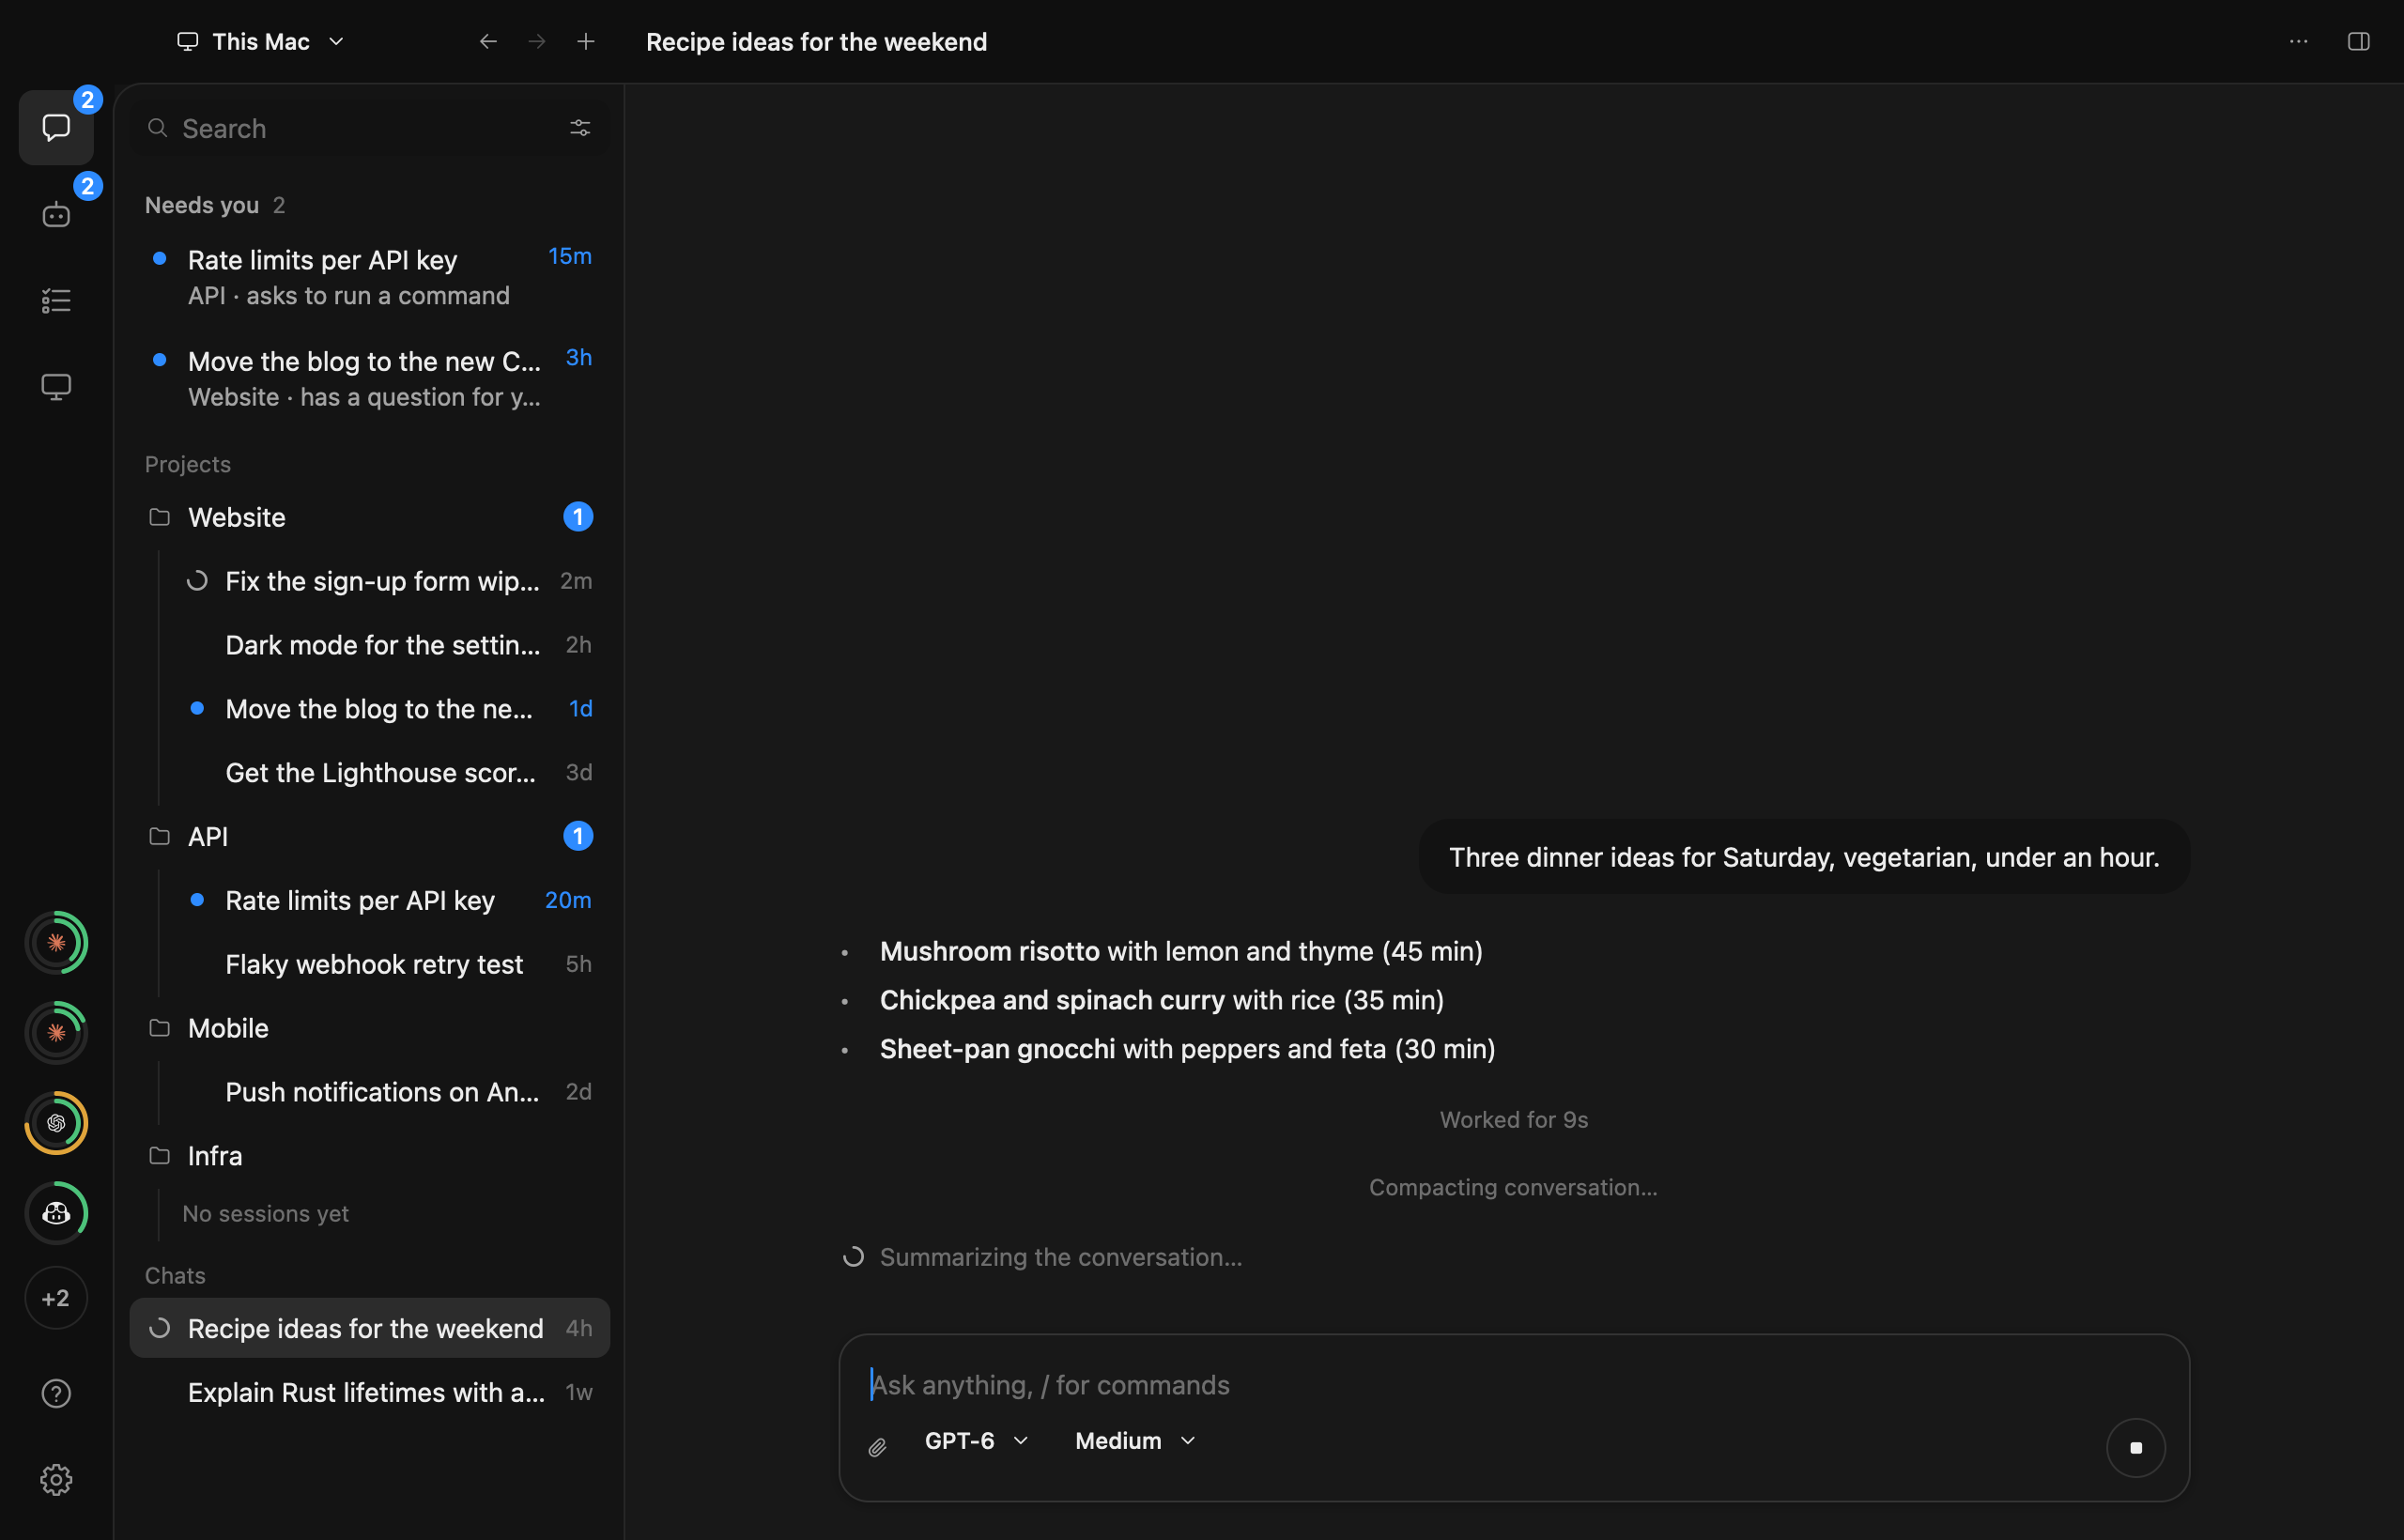 This Mac
Recipe ideas for the weekend
2
2
Search
Needs you 2
Rate limits per API key 15m
API · asks to run a command
Move the blog to the new C... 3h
Website · has a question for y...
Projects
Website 1
Fix the sign-up form wip... 2m
Dark mode for the settin... 2h
Move the blog to the ne... 1d
Get the Lighthouse scor... 3d
API 1
Rate limits per API key 20m
Flaky webhook retry test 5h
Mobile
Push notifications on An... 2d
Infra
No sessions yet
Chats
Recipe ideas for the weekend 4h
Explain Rust lifetimes with a... 1w
+2
Three dinner ideas for Saturday, vegetarian, under an hour.
• Mushroom risotto with lemon and thyme (45 min)
• Chickpea and spinach curry with rice (35 min)
• Sheet-pan gnocchi with peppers and feta (30 min)
Worked for 9s
Compacting conversation...
Summarizing the conversation...
Ask anything, / for commands
GPT-6 Medium